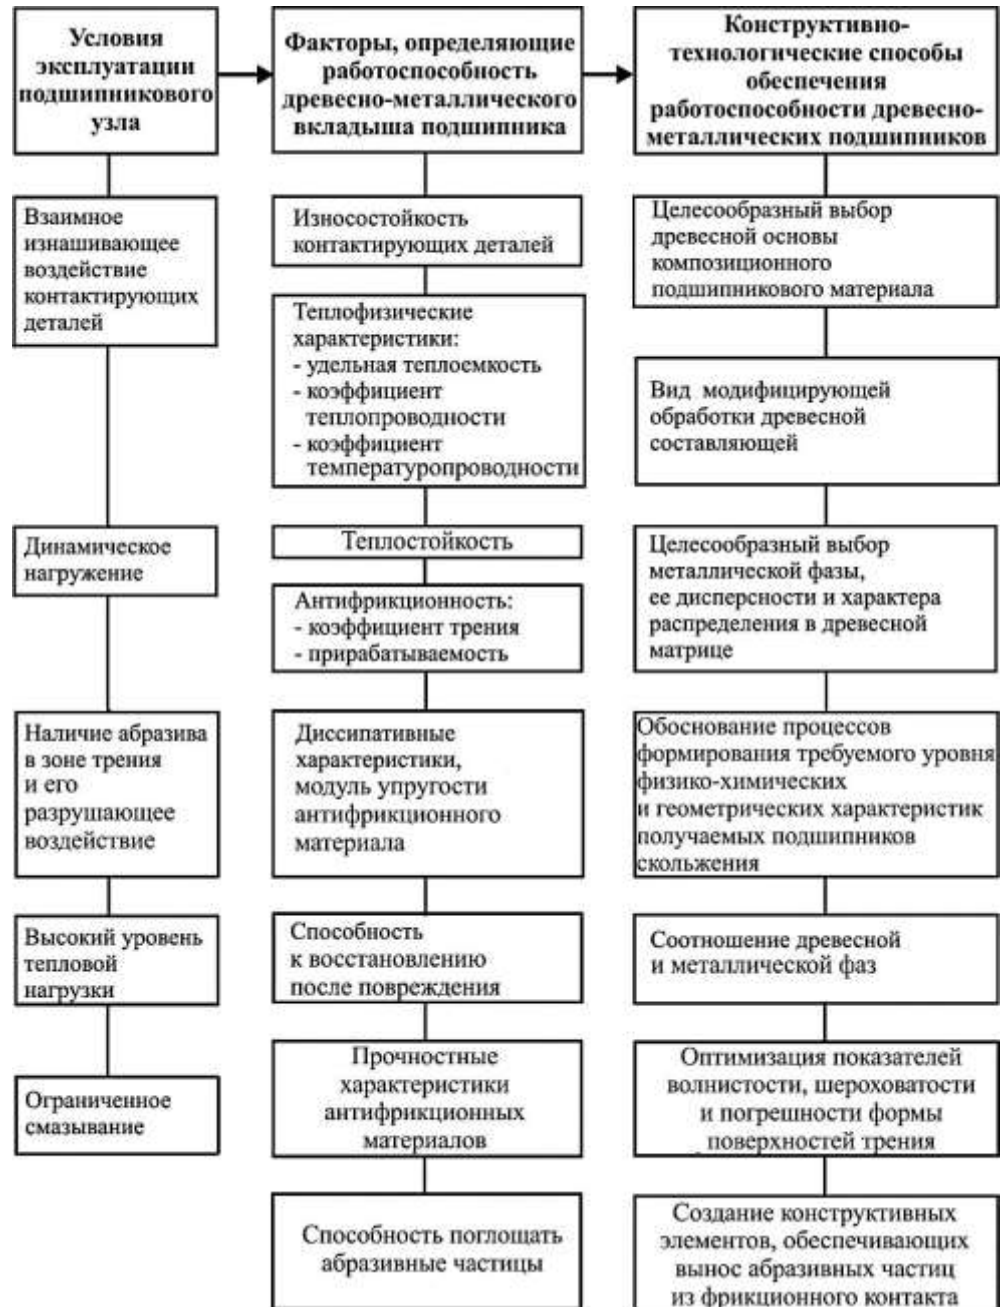 Условия
эксплуатации
подшипникового
узла
Взаимное
изнашивающее
воздействие
контактирующих
деталей
Динамическое
нагружение
Наличие абразива
в зоне трения
и его
разрушающее
воздействие
Высокий уровень
тепловой
нагрузки
Ограниченное
смазывание
Факторы, определяющие
работоспособность
древесно-металлического
вкладыша подшипника
Износостойкость
контактирующих деталей
Теплофизические
характеристики:
- удельная теплоемкость
- коэффициент
теплопроводности
- коэффициент
температуропроводности
Теплостойкость
Антифрикционность:
- коэффициент трения
- прирабатываемость
Диссипативные
характеристики,
модуль упругости
антифрикционного
материала
Способность
к восстановлению
после повреждения
Прочностные
характеристики
антифрикционных
материалов
Способность поглощать
абразивные частицы
Конструктивно-
технологические способы
обеспечения
работоспособности древесно-
металлических подшипников
Целесообразный выбор
древесной основы
композиционного
подшипникового материала
Вид модифицирующей
обработки древесной
составляющей
Целесообразный выбор
металлической фазы,
ее дисперсности и характера
распределения в древесной
матрице
Обоснование процессов
формирования требуемого уровня
физико-химических
и геометрических характеристик
получаемых подшипников
скольжения
Соотношение древесной
и металлической фаз
Оптимизация показателей
волнистости, шероховатости
и погрешности формы
поверхностей трения
Создание конструктивных
элементов, обеспечивающих
вынос абразивных частиц
из фрикционного контакта